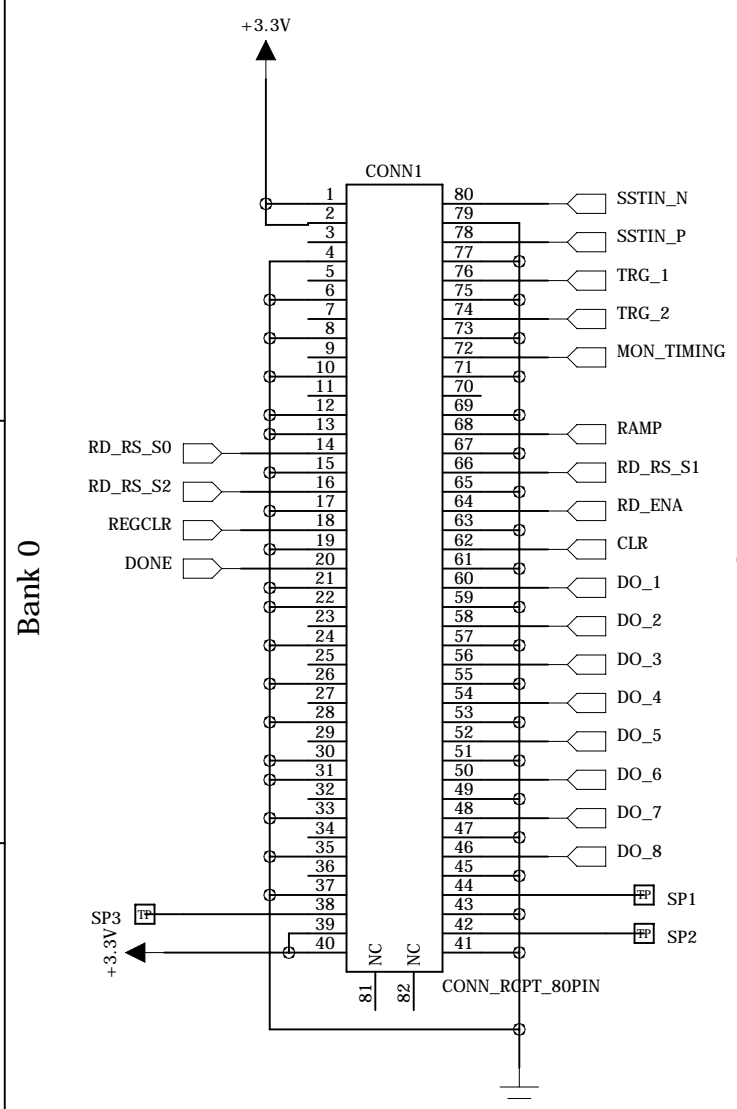 +3.3V
CONN1
1 80 SSTIN_N
2 79
3 78 SSTIN_P
4 77
5 76 TRG_1
6 75
7 74 TRG_2
8 73
9 72 MON_TIMING
10 71
11 70
12 69
13 68 RAMP
RD_RS_S0 14 67
15 66 RD_RS_S1
RD_RS_S2 16 65
17 64 RD_ENA
REGCLR 18 63
19 62 CLR
DONE 20 61
21 60 DO_1
22 59
23 58 DO_2
24 57
25 56 DO_3
26 55
27 54 DO_4
28 53
29 52 DO_5
30 51
31 50 DO_6
32 49
33 48 DO_7
34 47
35 46 DO_8
36 45
37 44 TP SP1
SP3 TP 38 43
39 42 TP SP2
+3.3V 40 41
NC NC
81 82
CONN_RCPT_80PIN
Bank 0